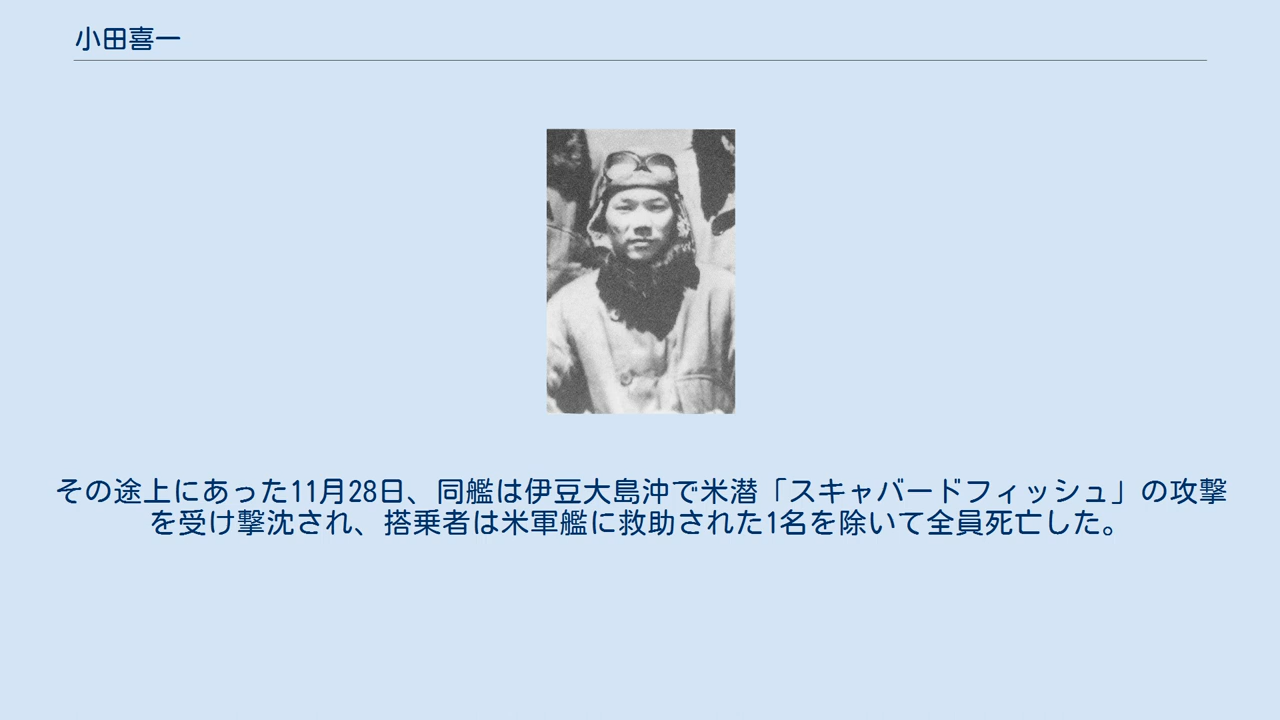 小田喜一
その途上にあった11月28日、同艦は伊豆大島沖で米潜「スキャバードフィッシュ」の攻撃
を受け撃沈され、搭乗者は米軍艦に救助された1名を除いて全員死亡した。